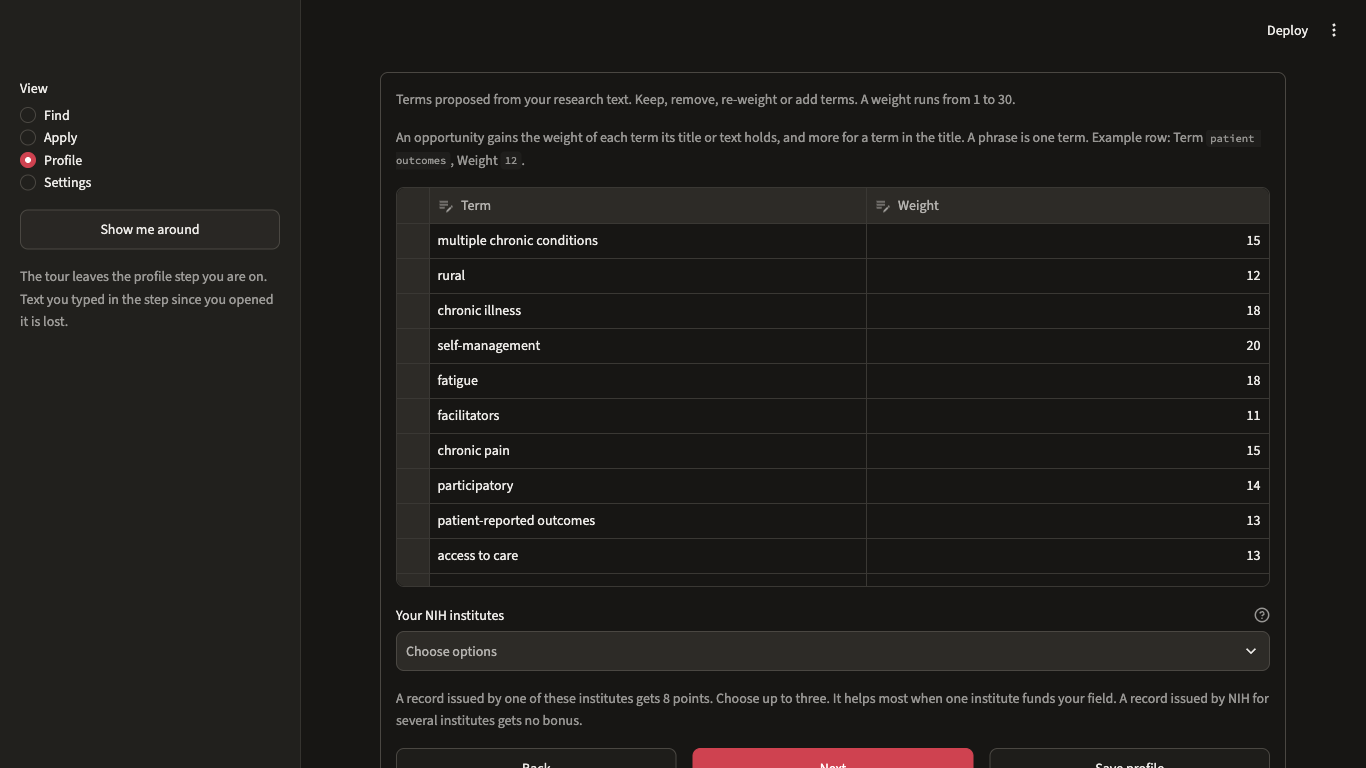 Deploy
View
Find
Apply
Profile
Settings
Show me around
The tour leaves the profile step you are on.
Text you typed in the step since you opened
it is lost.
Terms proposed from your research text. Keep, remove, re-weight or add terms. A weight runs from 1 to 30.
An opportunity gains the weight of each term its title or text holds, and more for a term in the title. A phrase is one term. Example row: Term patient
outcomes, Weight 12.
Term Weight
multiple chronic conditions 15
rural 12
chronic illness 18
self-management 20
fatigue 18
facilitators 11
chronic pain 15
participatory 14
patient-reported outcomes 13
access to care 13
Your NIH institutes
Choose options
A record issued by one of these institutes gets 8 points. Choose up to three. It helps most when one institute funds your field. A record issued by NIH for
several institutes gets no bonus.
Back Next Save profile